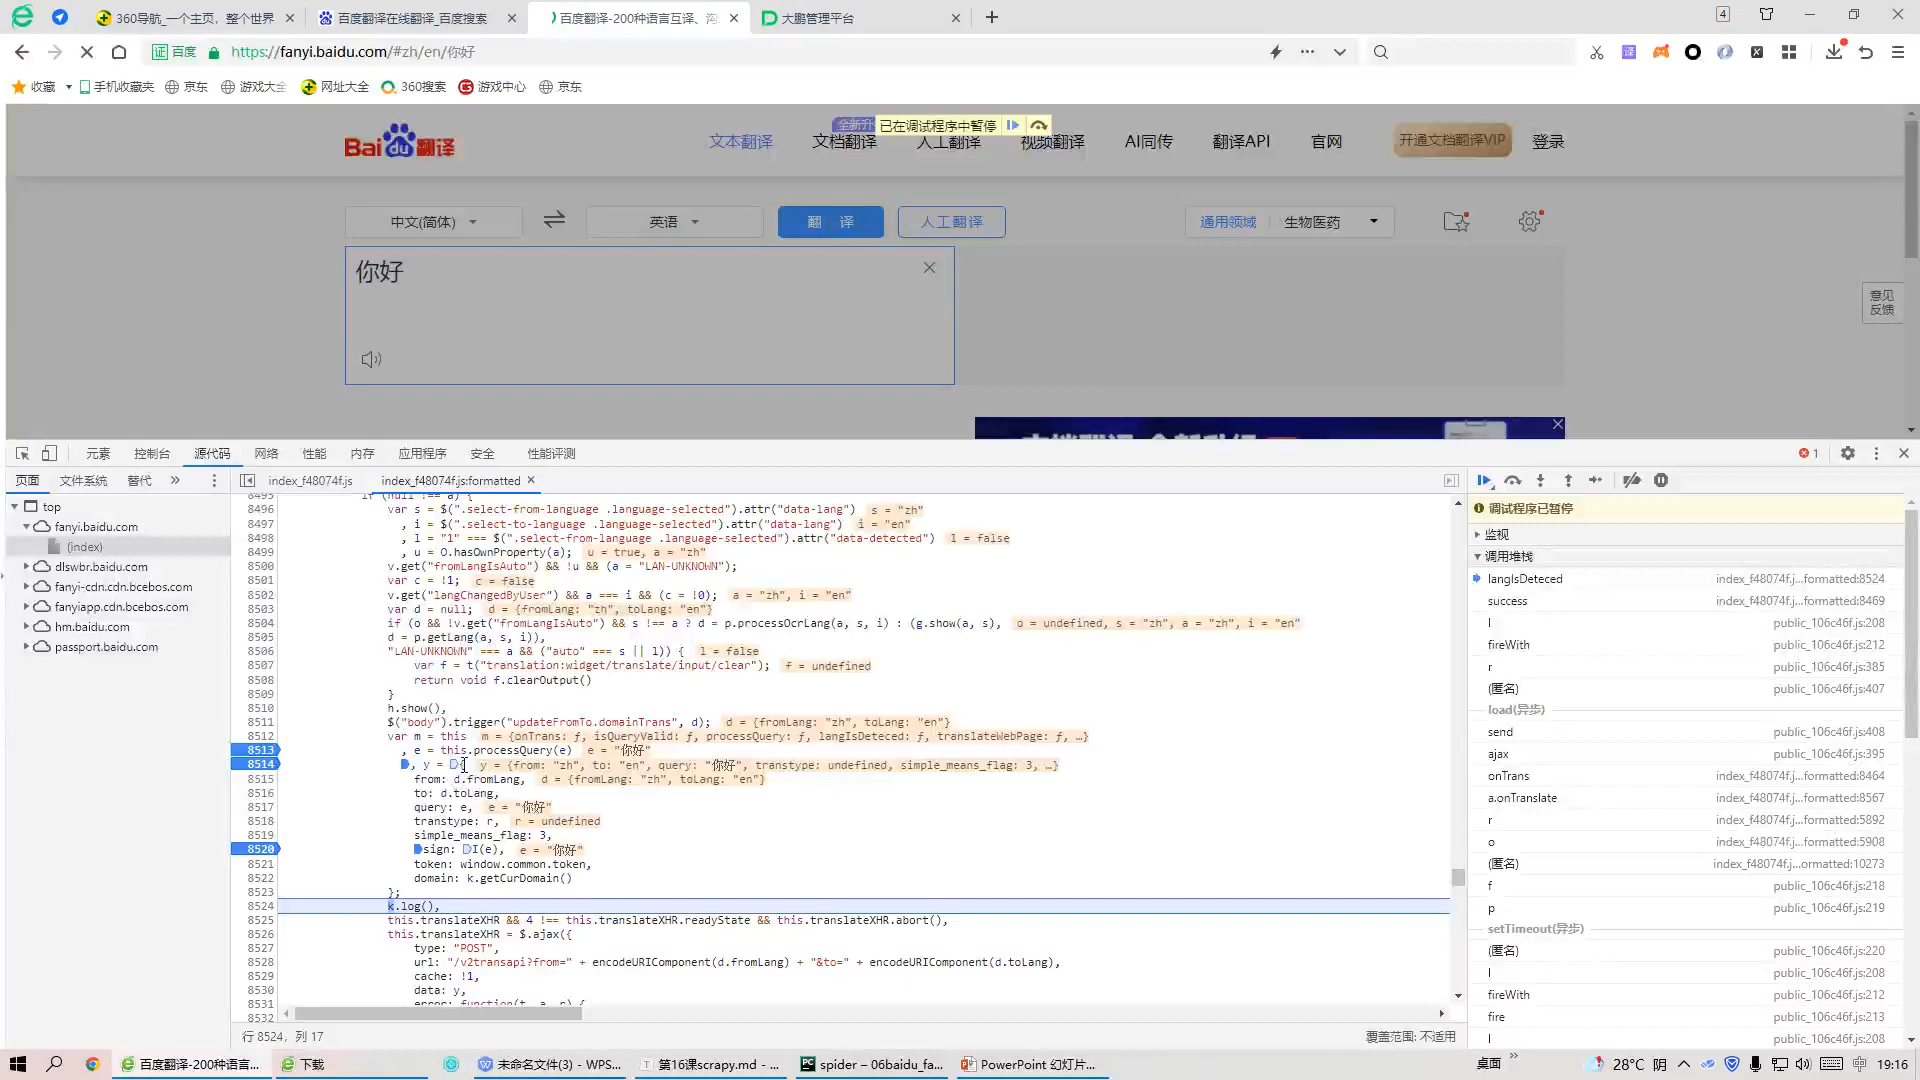 360导航_一个主页，整个世界
百度翻译在线翻译_百度搜索
百度翻译-200种语言互译、沟
大鹏管理平台
4
证 百度
https://fanyi.baidu.com/#zh/en/你好
译
收藏
手机收藏夹
京东
游戏大全
网址大全
360搜索
游戏中心
京东
Bai du 翻译
文本翻译
全新升
文档翻译
人工翻译
视频翻译
AI同传
翻译API
官网
开通文档翻译VIP
登录
已在调试程序中暂停
中文(简体)
英语
翻 译
人工翻译
通用领域
生物医药
你好
意见
反馈
元素
控制台
源代码
网络
性能
内存
应用程序
安全
性能评测
1
页面
文件系统
替代
index_f48074f.js
index_f48074f.js:formatted
top
fanyi.baidu.com
(index)
dlswbr.baidu.com
fanyi-cdn.cdn.bcebos.com
fanyiapp.cdn.bcebos.com
hm.baidu.com
passport.baidu.com
8495 if (null !== a) {
8496 var s = $(".select-from-language .language-selected").attr("data-lang") s = "zh"
8497 , i = $(".select-to-language .language-selected").attr("data-lang") i = "en"
8498 , l = "1" === $(".select-from-language .language-selected").attr("data-detected") l = false
8499 , u = O.hasOwnProperty(a); u = true, a = "zh"
8500 v.get("fromLangIsAuto") && !u && (a = "LAN-UNKNOWN");
8501 var c = !1; c = false
8502 v.get("langChangedByUser") && a === i && (c = !0); a = "zh", i = "en"
8503 var d = null; d = {fromLang: "zh", toLang: "en"}
8504 if (o && !v.get("fromLangIsAuto") && s !== a ? d = p.processOcrLang(a, s, i) : (g.show(a, s), o = undefined, s = "zh", a = "zh", i = "en"
8505 d = p.getLang(a, s, i)),
8506 "LAN-UNKNOWN" === a && ("auto" === s || l)) { l = false
8507 var f = t("translation:widget/translate/input/clear"); f = undefined
8508 return void f.clearOutput()
8509 }
8510 h.show(),
8511 $("body").trigger("updateFromTo.domainTrans", d); d = {fromLang: "zh", toLang: "en"}
8512 var m = this m = {onTrans: ƒ, isQueryValid: ƒ, processQuery: ƒ, langIsDeteced: ƒ, translateWebPage: ƒ, …}
8513 , e = this.processQuery(e) e = "你好"
8514 , y = { y = {from: "zh", to: "en", query: "你好", transtype: undefined, simple_means_flag: 3, …}
8515 from: d.fromLang, d = {fromLang: "zh", toLang: "en"}
8516 to: d.toLang,
8517 query: e, e = "你好"
8518 transtype: r, r = undefined
8519 simple_means_flag: 3,
8520 sign: I(e), e = "你好"
8521 token: window.common.token,
8522 domain: k.getCurDomain()
8523 };
8524 k.log(),
8525 this.translateXHR && 4 !== this.translateXHR.readyState && this.translateXHR.abort(),
8526 this.translateXHR = $.ajax({
8527 type: "POST",
8528 url: "/v2transapi?from=" + encodeURIComponent(d.fromLang) + "&to=" + encodeURIComponent(d.toLang),
8529 cache: !1,
8530 data: y,
8531 error: function(t, a, r) {
8532
行 8524，列 17
覆盖范围: 不适用
调试程序已暂停
监视
调用堆栈
langIsDeteced index_f48074f.j...formatted:8524
success index_f48074f.j...formatted:8469
l public_106c46f.js:208
fireWith public_106c46f.js:212
r public_106c46f.js:385
(匿名) public_106c46f.js:407
load(异步)
send public_106c46f.js:406
ajax public_106c46f.js:395
onTrans index_f48074f.j...formatted:8464
a.onTranslate index_f48074f.j...formatted:8567
r index_f48074f.j...formatted:5892
o index_f48074f.j...formatted:5908
(匿名) index_f48074f.j...ormatted:10273
f public_106c46f.js:218
p public_106c46f.js:219
setTimeout(异步)
(匿名) public_106c46f.js:220
l public_106c46f.js:208
fireWith public_106c46f.js:212
fire public_106c46f.js:213
l public_106c46f.js:208
百度翻译-200种语言...
下载
未命名文件(3) - WPS...
第16课scrapy.md - ...
spider – 06baidu_fa...
PowerPoint 幻灯片...
桌面
28°C 阴
中
19:16